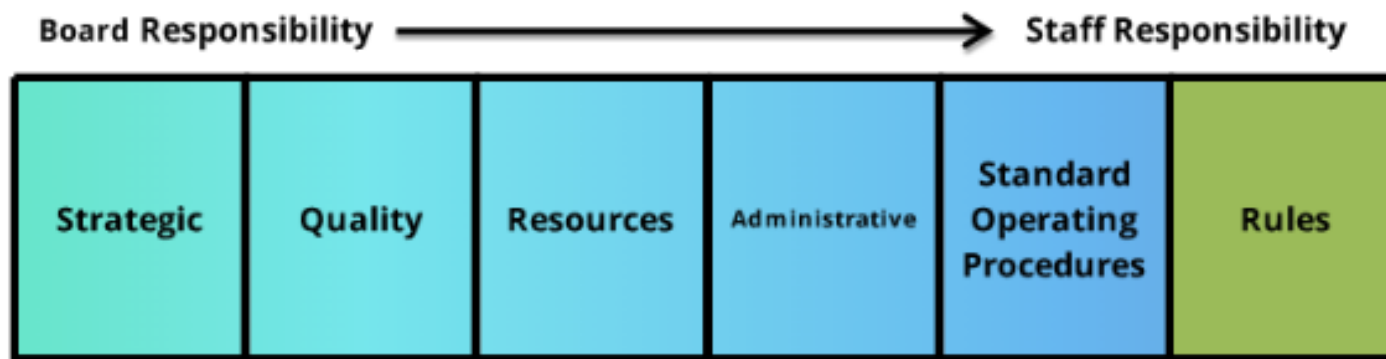 Board Responsibility
Staff Responsibility
Strategic
Quality
Resources
Administrative
Standard
Operating
Procedures
Rules